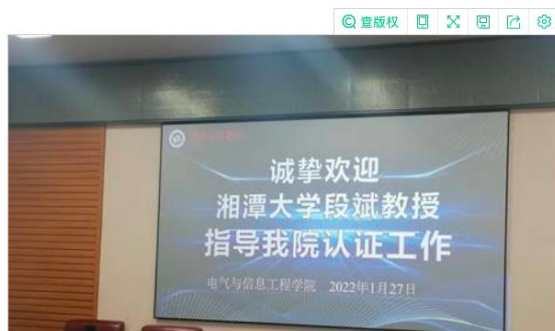 查版权
诚挚欢迎
湘潭大学段斌教授
指导我院认证工作
电气与信息工程学院 2022年1月27日